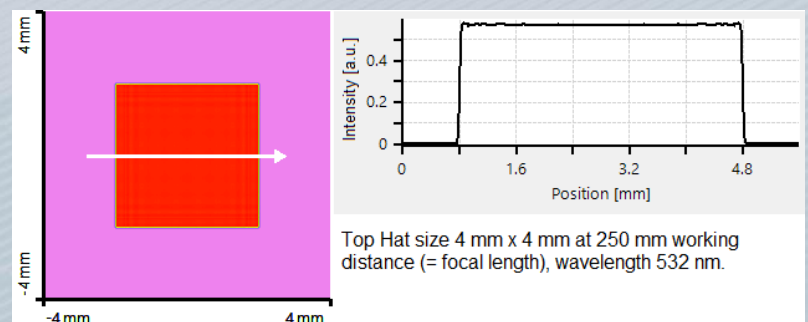 4 mm
-4 mm
-4 mm
4 mm
Intensity [a.u.]
0.4
0.2
0
0
1.6
3.2
4.8
Position [mm]
Top Hat size 4 mm x 4 mm at 250 mm working
distance (= focal length), wavelength 532 nm.